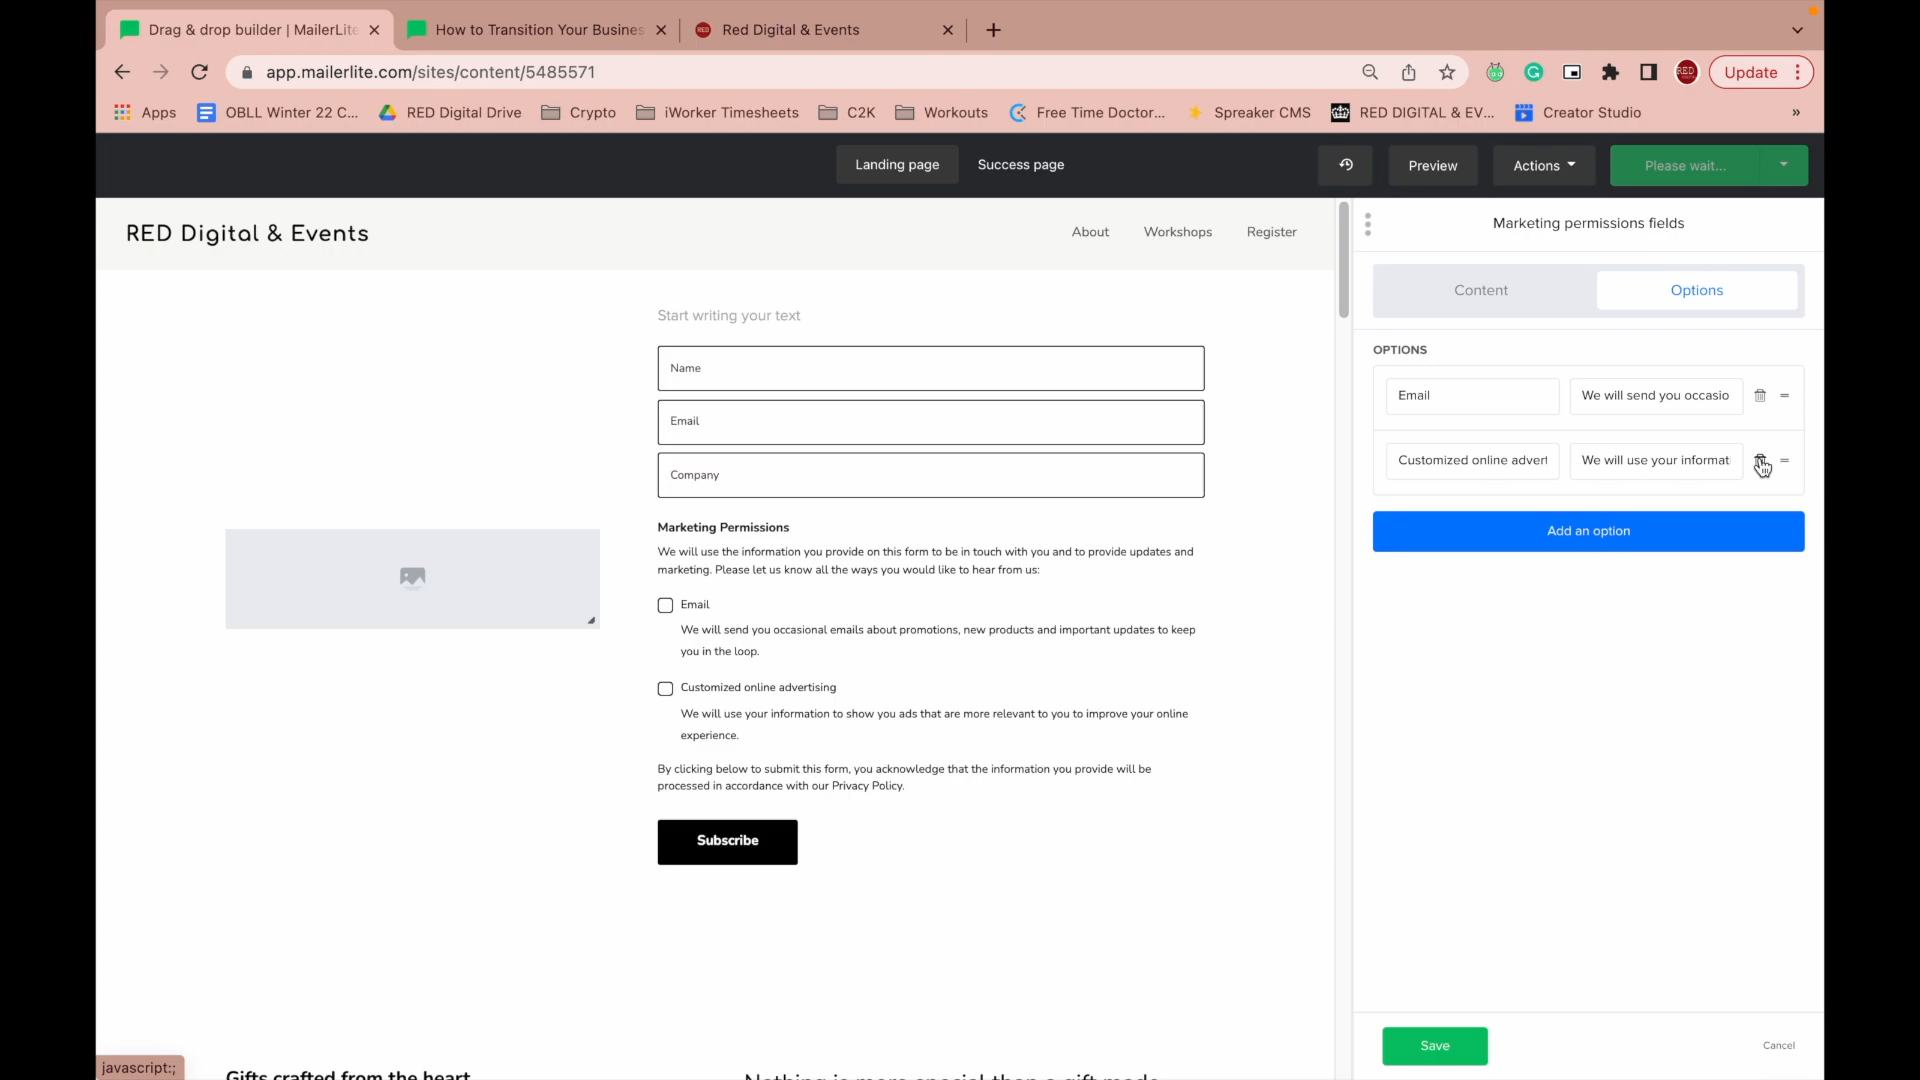 Drag & drop builder | MailerLite
How to Transition Your Busines
RED
Red Digital & Events
app.mailerlite.com/sites/content/5485571
RED
Update
Apps
OBLL Winter 22 C...
RED Digital Drive
Crypto
iWorker Timesheets
C2K
Workouts
Free Time Doctor...
Spreaker CMS
RED DIGITAL & EV...
Creator Studio
»
Landing page
Success page
Preview
Actions
Please wait...
RED Digital & Events
About
Workshops
Register
Start writing your text
Name
Email
Company
Marketing Permissions
We will use the information you provide on this form to be in touch with you and to provide updates and
marketing. Please let us know all the ways you would like to hear from us:
Email
We will send you occasional emails about promotions, new products and important updates to keep
you in the loop.
Customized online advertising
We will use your information to show you ads that are more relevant to you to improve your online
experience.
By clicking below to submit this form, you acknowledge that the information you provide will be
processed in accordance with our Privacy Policy.
Subscribe
Gifts crafted from the heart
Nothing is more special than a gift made
javascript:;
Marketing permissions fields
Content
Options
OPTIONS
Email
We will send you occasio
Customized online advert
We will use your informati
Add an option
Save
Cancel